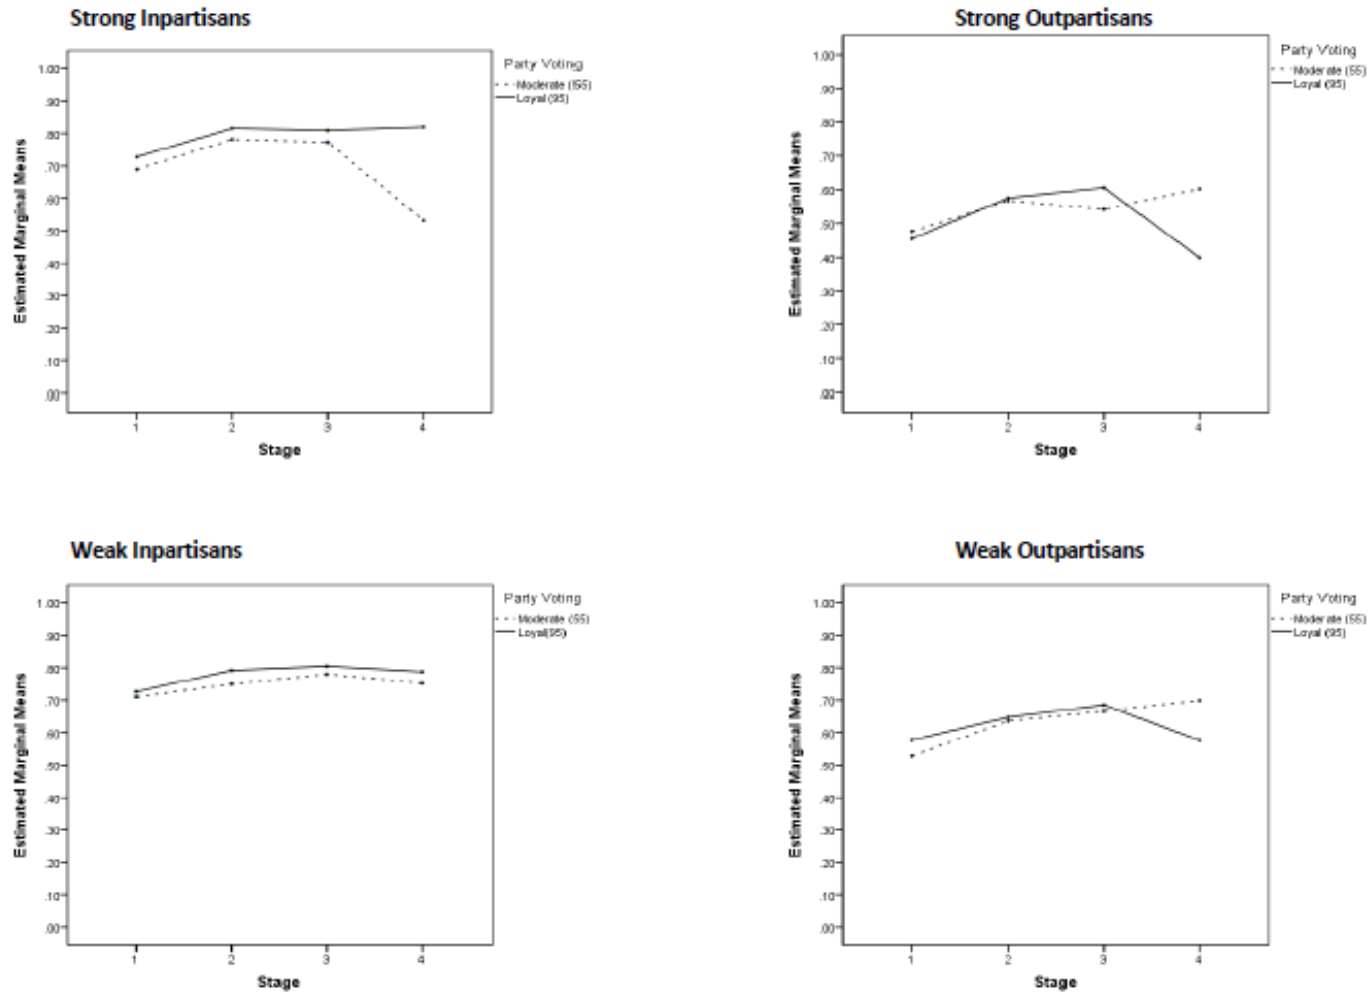 Strong Inpartisans
Party Voting
Moderate (55)
Loyal (95)
Estimated Marginal Means
1.00
.90
.80
.70
.60
.50
.40
.30
.20
.10
.00
1 2 3 4
Stage
Strong Outpartisans
Party Voting
Moderate (55)
Loyal (95)
Estimated Marginal Means
1.00
.90
.80
.70
.60
.50
.40
.30
.20
.10
.00
1 2 3 4
Stage
Weak Inpartisans
Party Voting
Moderate (55)
Loyal(95)
Estimated Marginal Means
1.00
.90
.80
.70
.60
.50
.40
.30
.20
.10
.00
1 2 3 4
Stage
Weak Outpartisans
Party Voting
Moderate (55)
Loyal (95)
Estimated Marginal Means
1.00
.90
.80
.70
.60
.50
.40
.30
.20
.10
.00
1 2 3 4
Stage